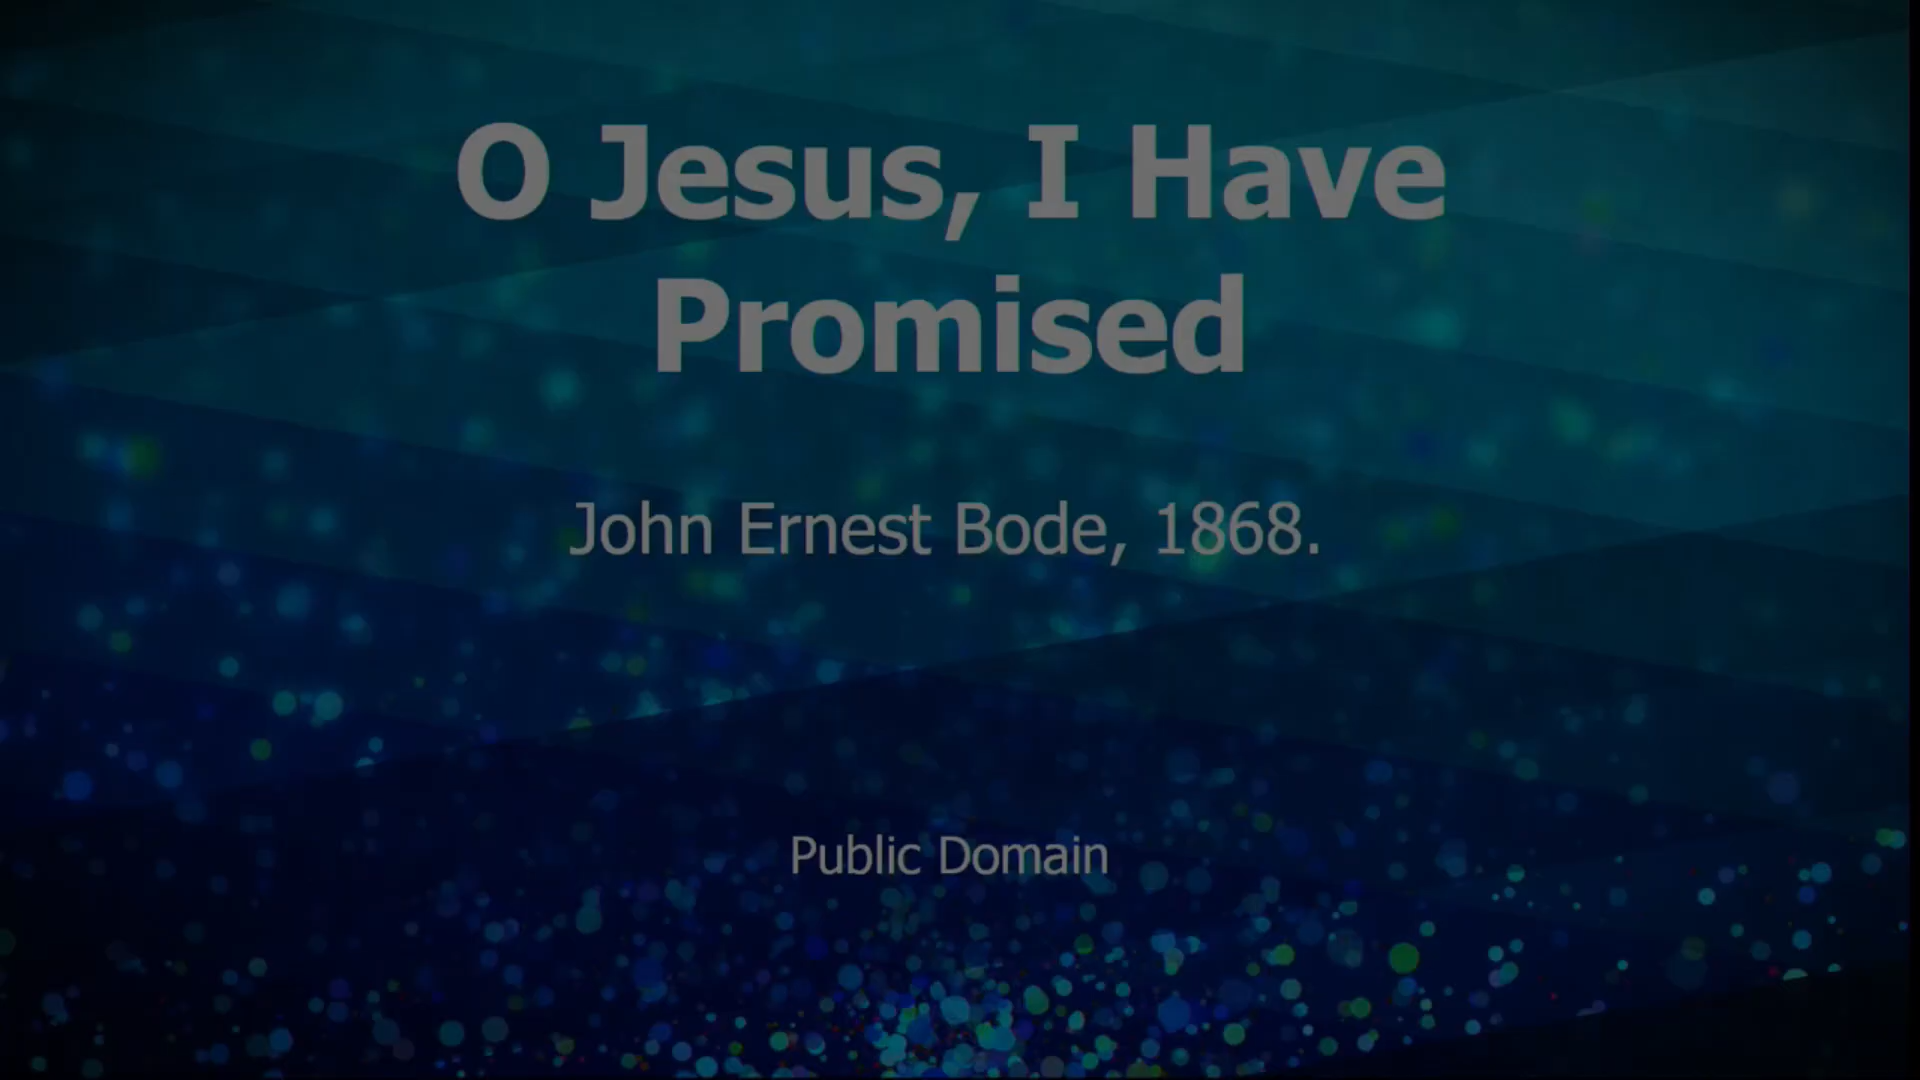 O Jesus, I Have
Promised
John Ernest Bode, 1868.
Public Domain